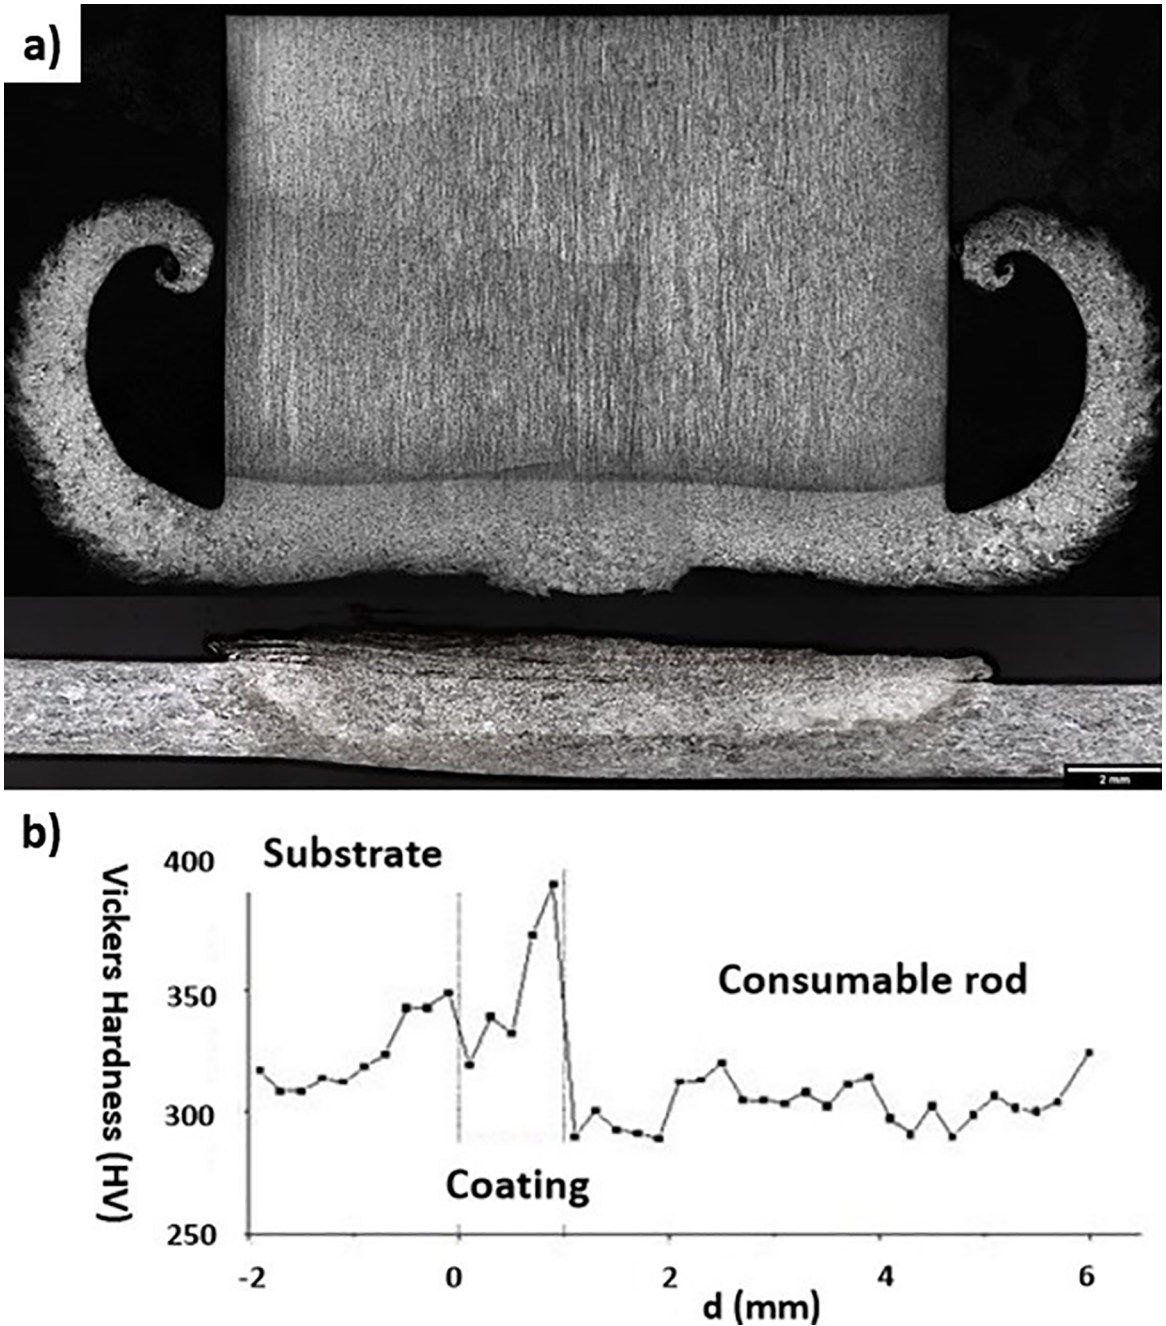 a)
2 mm
b)
Substrate
Consumable rod
Coating
Vickers Hardness (HV)
400
350
300
250
-2
0
2
4
6
d (mm)